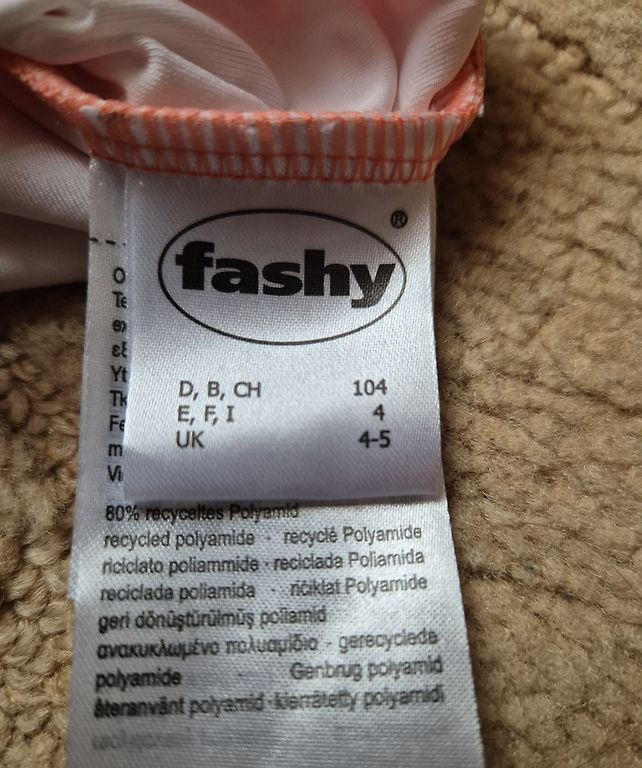 fashy®
D, B, CH 104
E, F, I 4
UK 4-5
80% recyceltes Polyamid
recycled polyamide · recyclé Polyamide
riciclato poliammide · reciclada Poliamida
reciclada poliamida · riciklat Polyamide
geri dönüştürülmüş poliamid
ανακυκλωμένο πολυαμίδιο · gerecyclede
polyamide · Genbrug polyamid
återanvänt polyamid · kierrätetty polyamidi